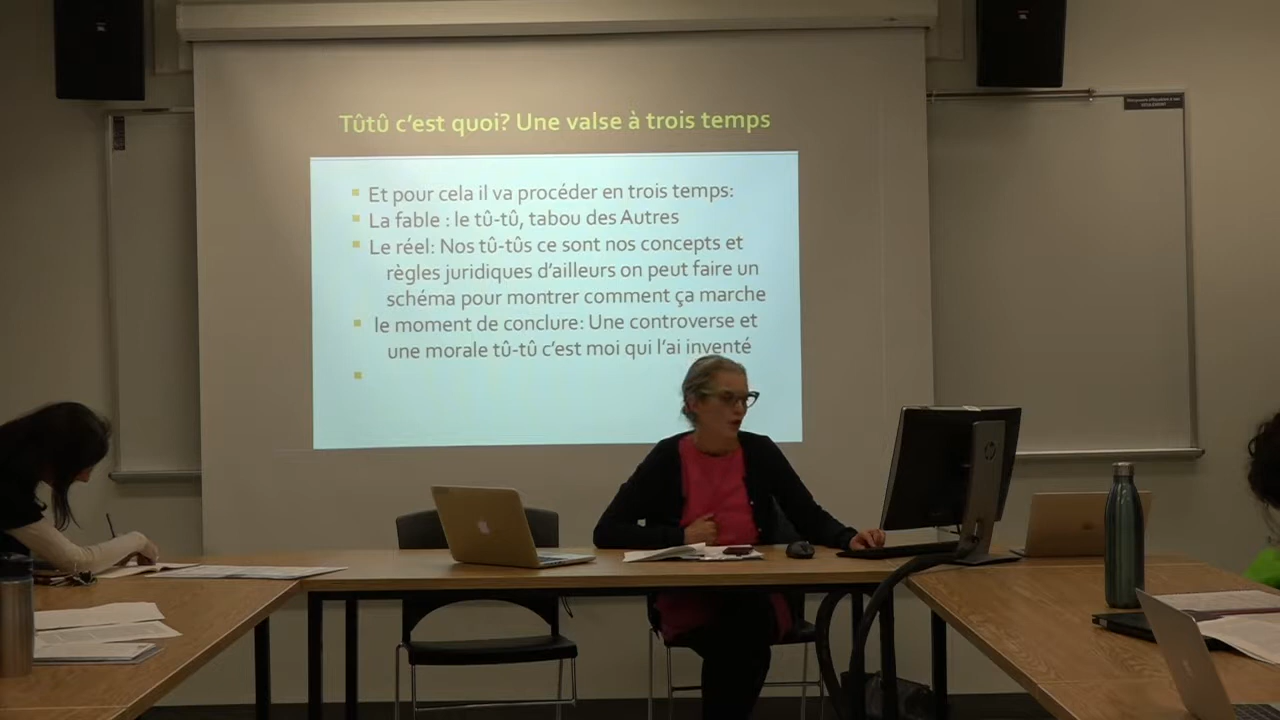 Tûtû c'est quoi? Une valse à trois temps
Et pour cela il va procéder en trois temps:
La fable : le tû-tû, tabou des Autres
Le réel: Nos tû-tûs ce sont nos concepts et
règles juridiques d'ailleurs on peut faire un
schéma pour montrer comment ça marche
le moment de conclure: Une controverse et
une morale tû-tû c'est moi qui l'ai inventé